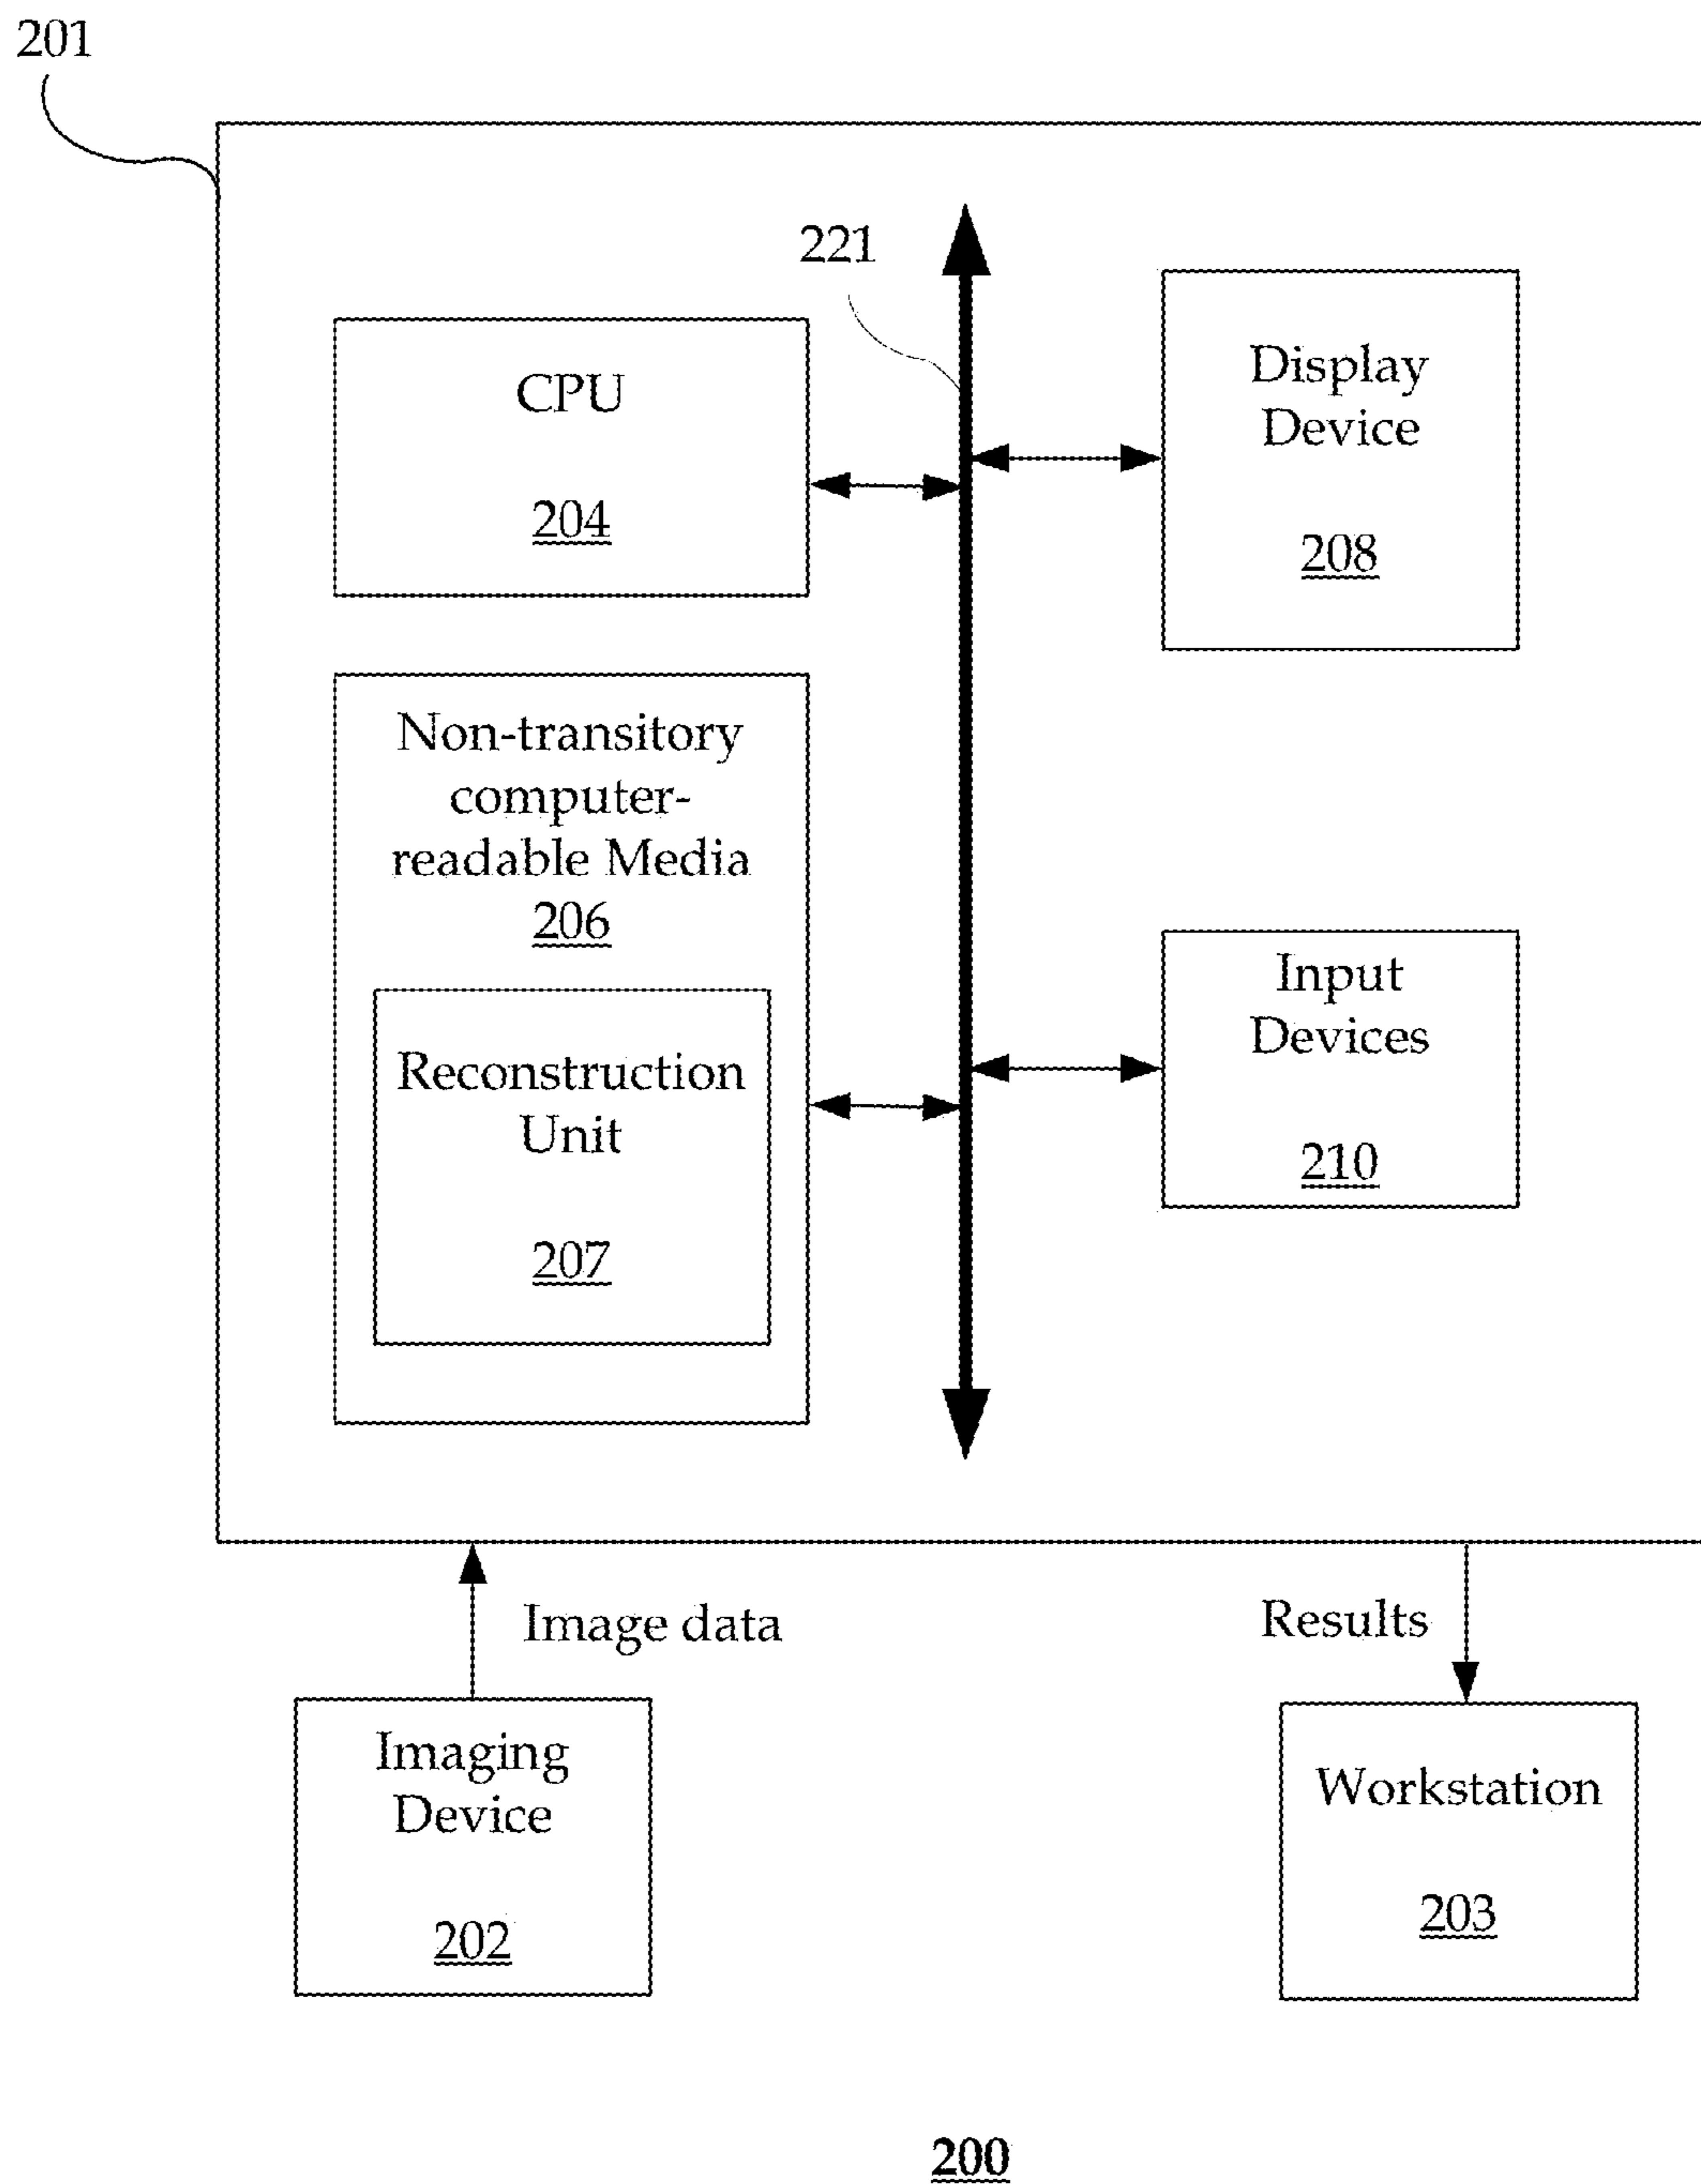 201
221
CPU
204
Display
Device
208
Non-transitory
computer-
readable Media
206
Reconstruction
Unit
207
Input
Devices
210
Image data
Results
Imaging
Device
202
Workstation
203
200